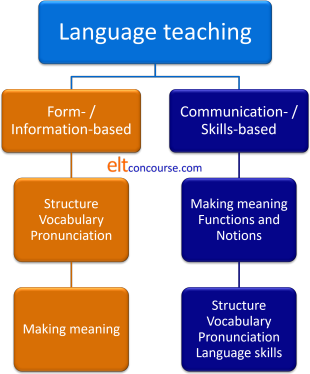 Language teaching
Form- /
Information-based
Communication- /
Skills-based
eltconcourse.com
Structure
Vocabulary
Pronunciation
Making meaning
Functions and
Notions
Making meaning
Structure
Vocabulary
Pronunciation
Language skills